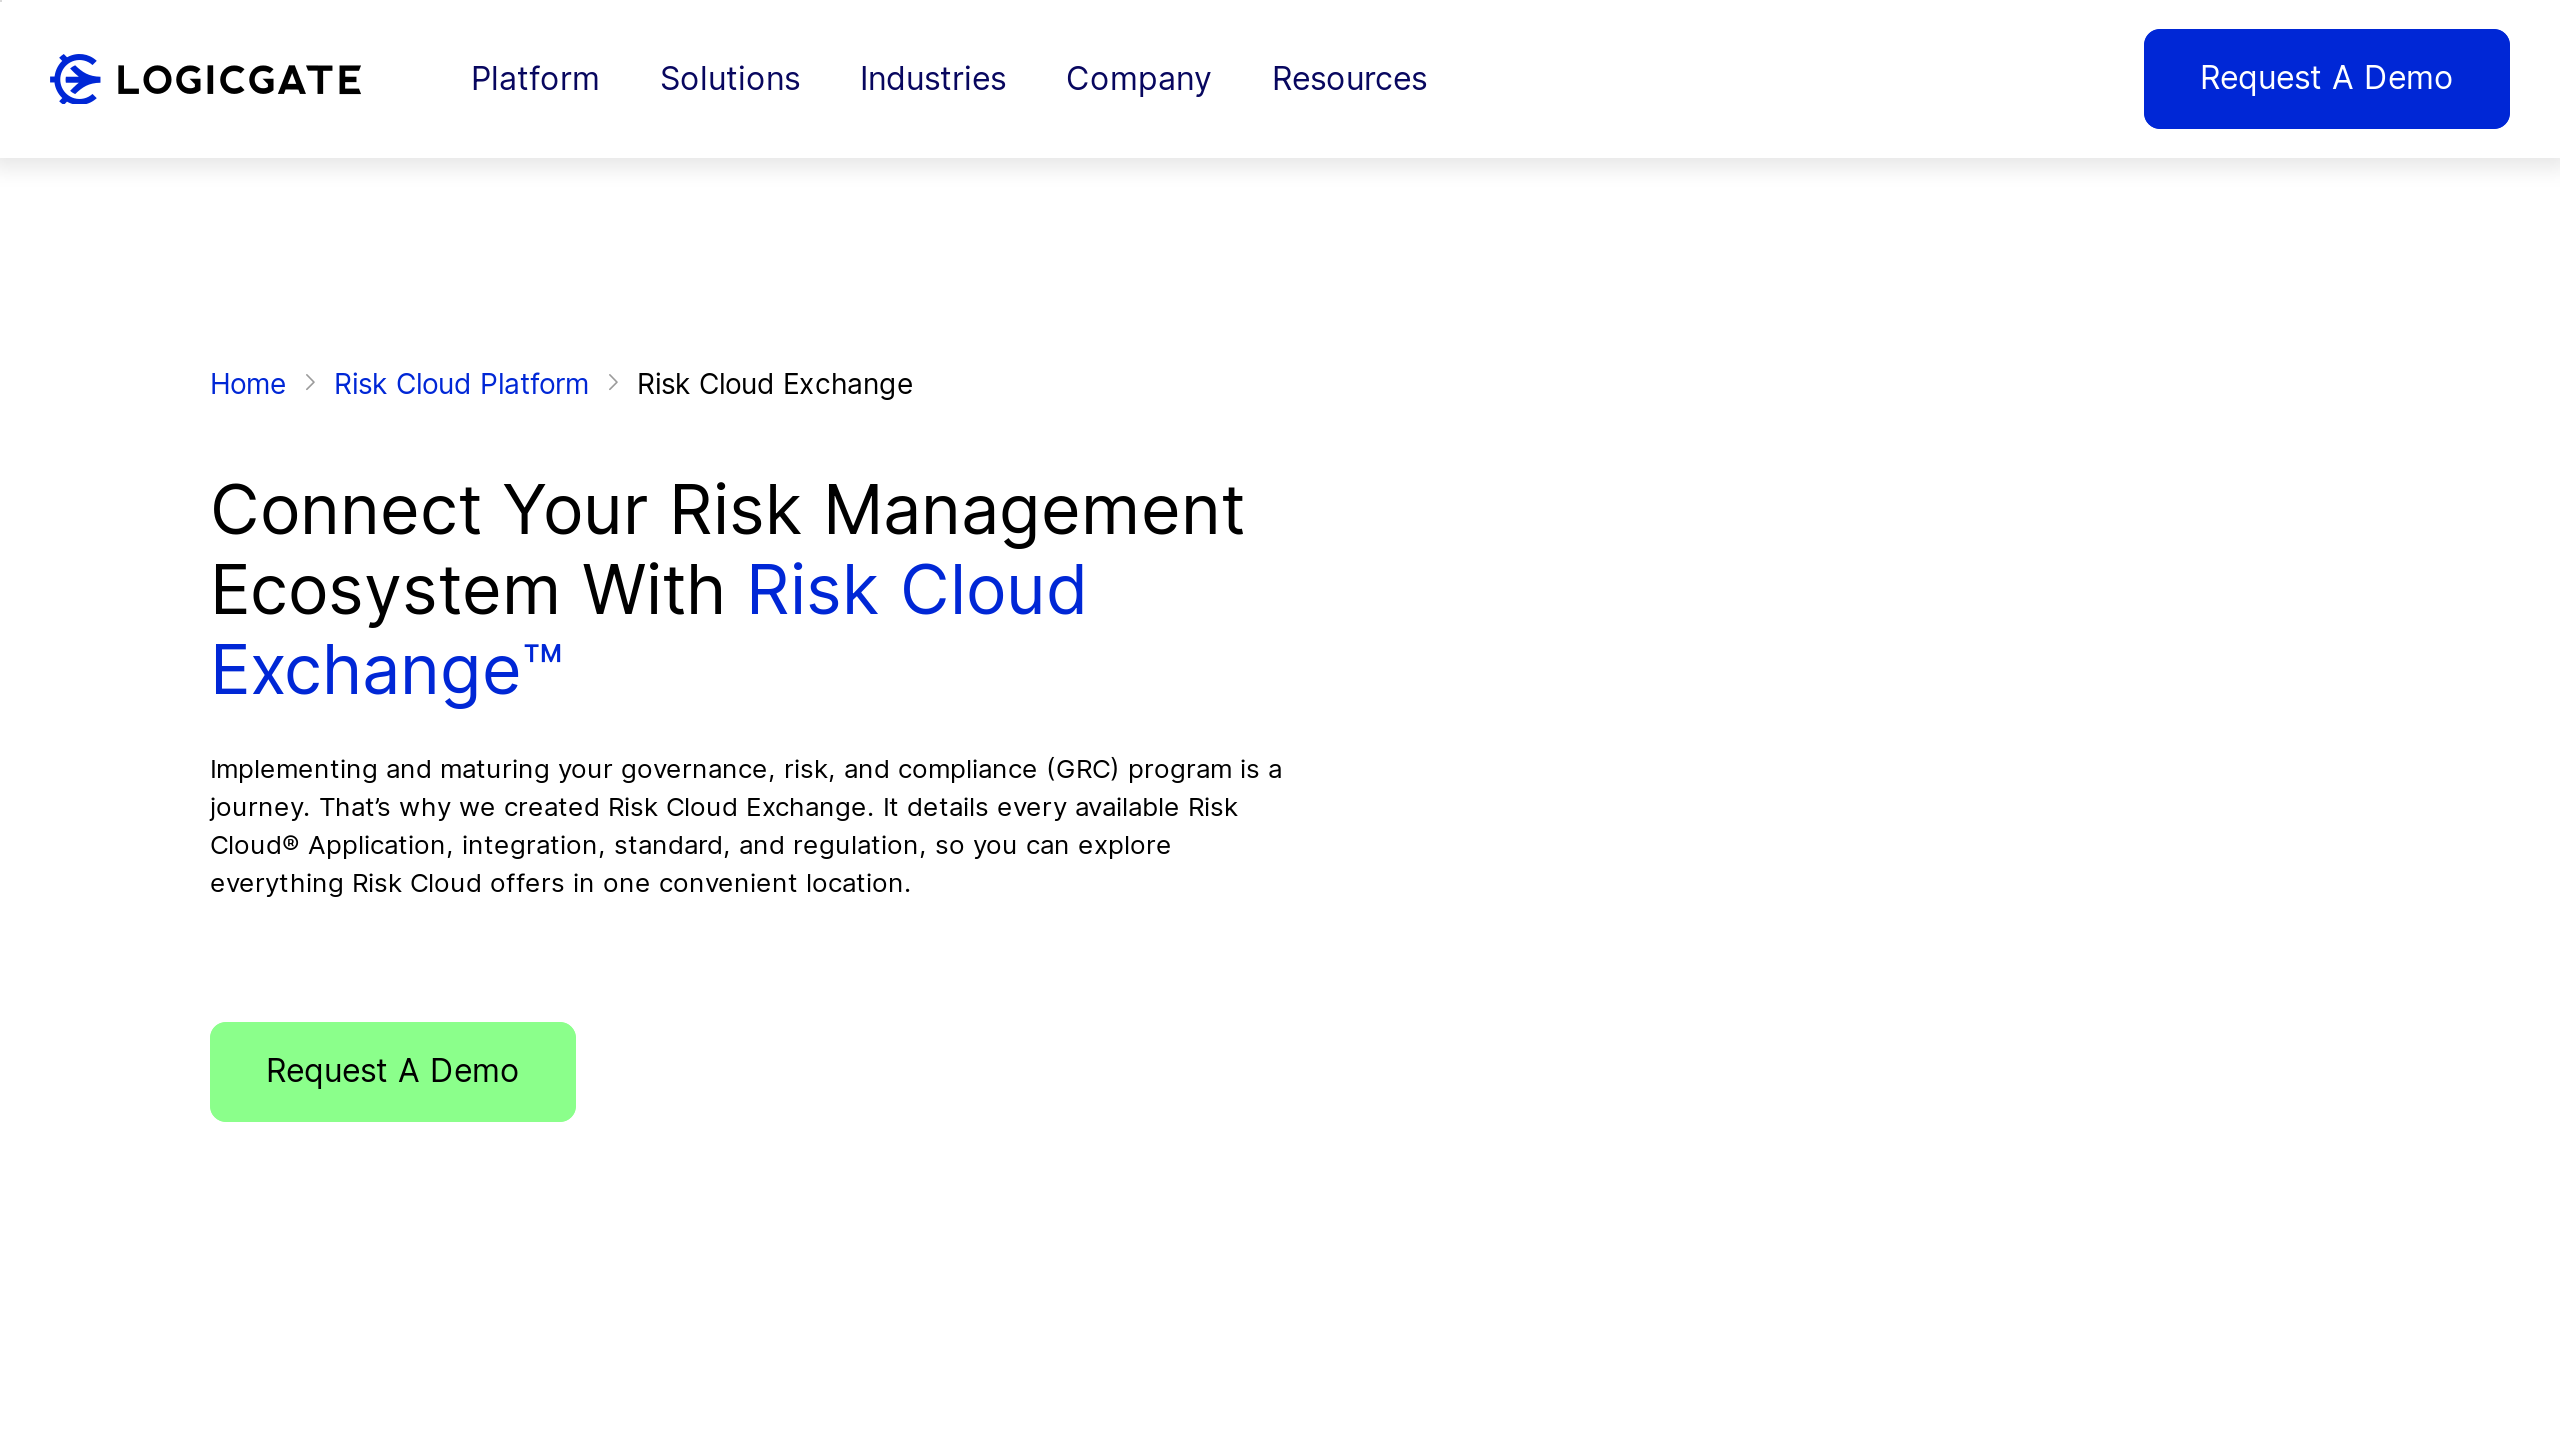 LOGICGATE
Platform
Solutions
Industries
Company
Resources
Request A Demo
Home
Risk Cloud Platform
Risk Cloud Exchange
Connect Your Risk Management
Ecosystem With Risk Cloud
Exchange™
Implementing and maturing your governance, risk, and compliance (GRC) program is a
journey. That’s why we created Risk Cloud Exchange. It details every available Risk
Cloud® Application, integration, standard, and regulation, so you can explore
everything Risk Cloud offers in one convenient location.
Request A Demo